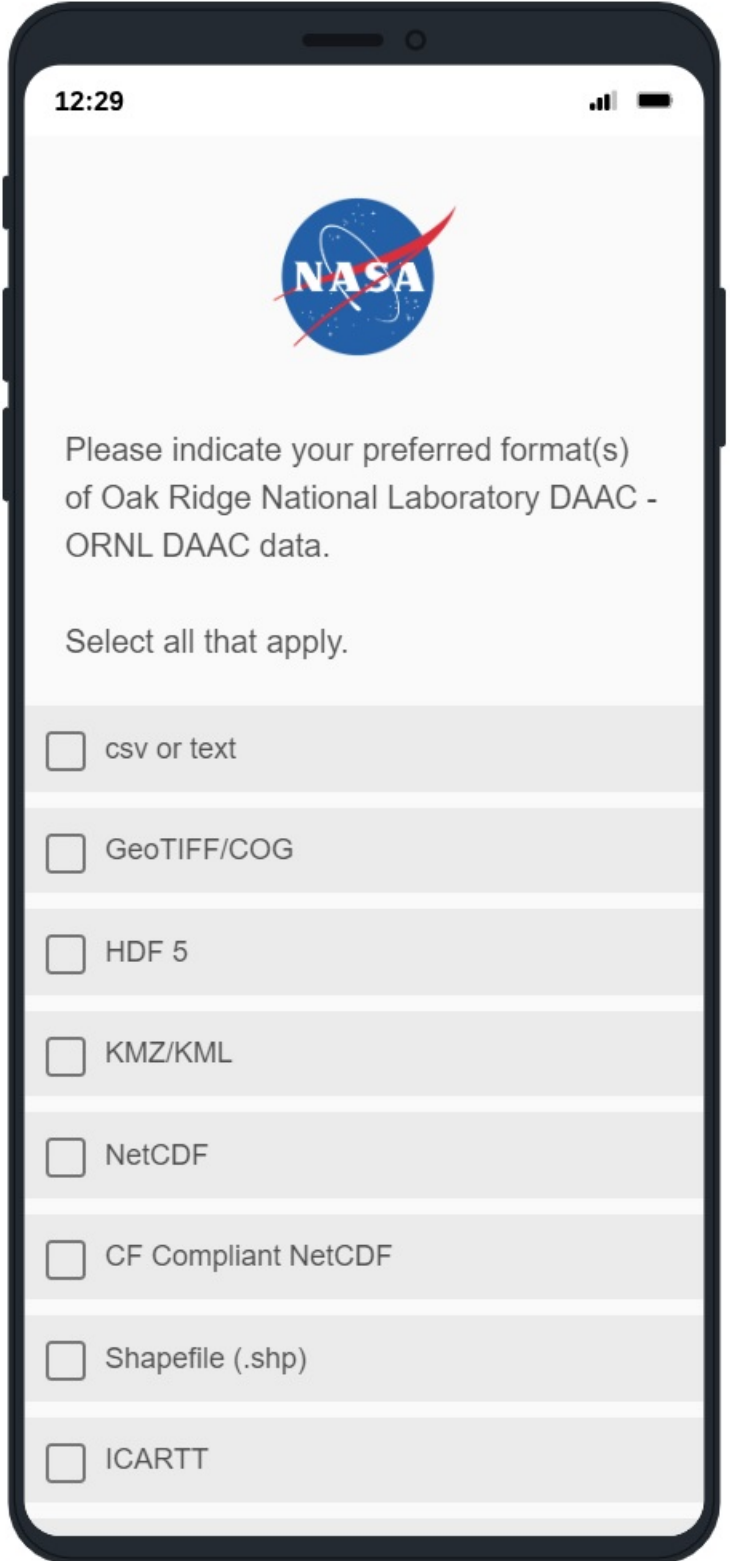 12:29
NASA
Please indicate your preferred format(s)
of Oak Ridge National Laboratory DAAC -
ORNL DAAC data.
Select all that apply.
csv or text
GeoTIFF/COG
HDF 5
KMZ/KML
NetCDF
CF Compliant NetCDF
Shapefile (.shp)
ICARTT